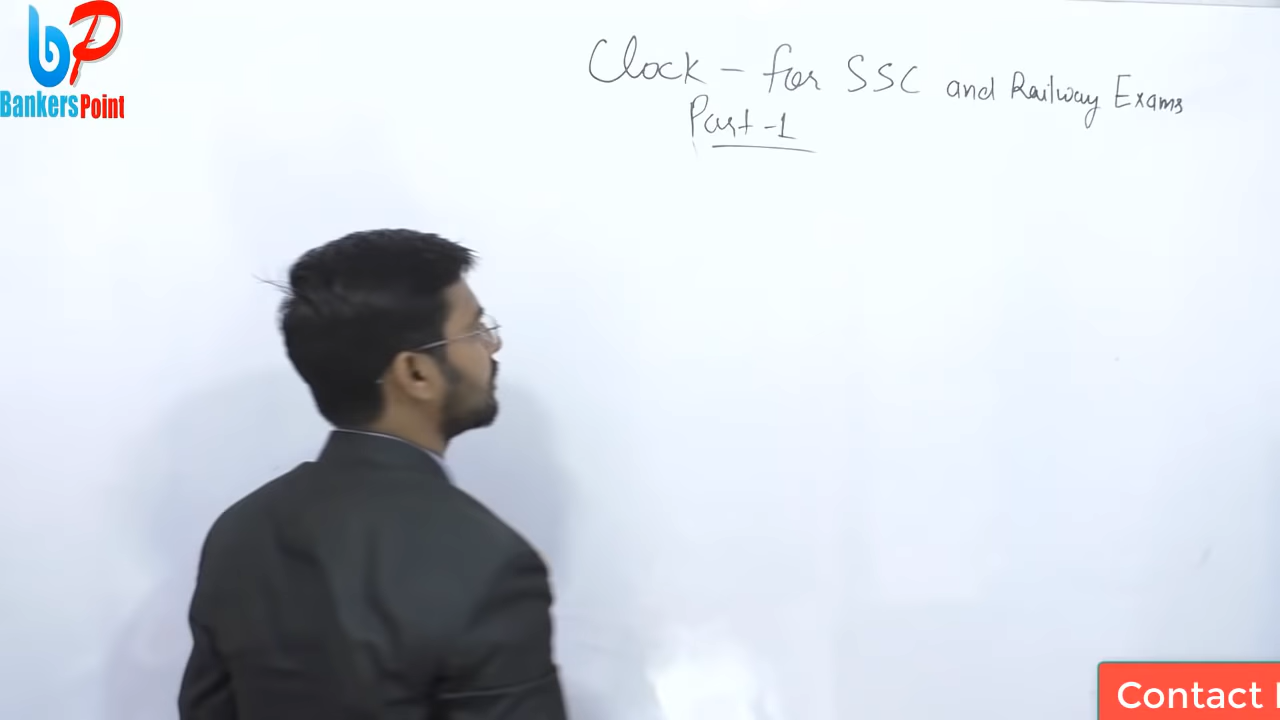 bp
BankersPoint
Clock - for SSC and Railway Exams
Part-1
Contact